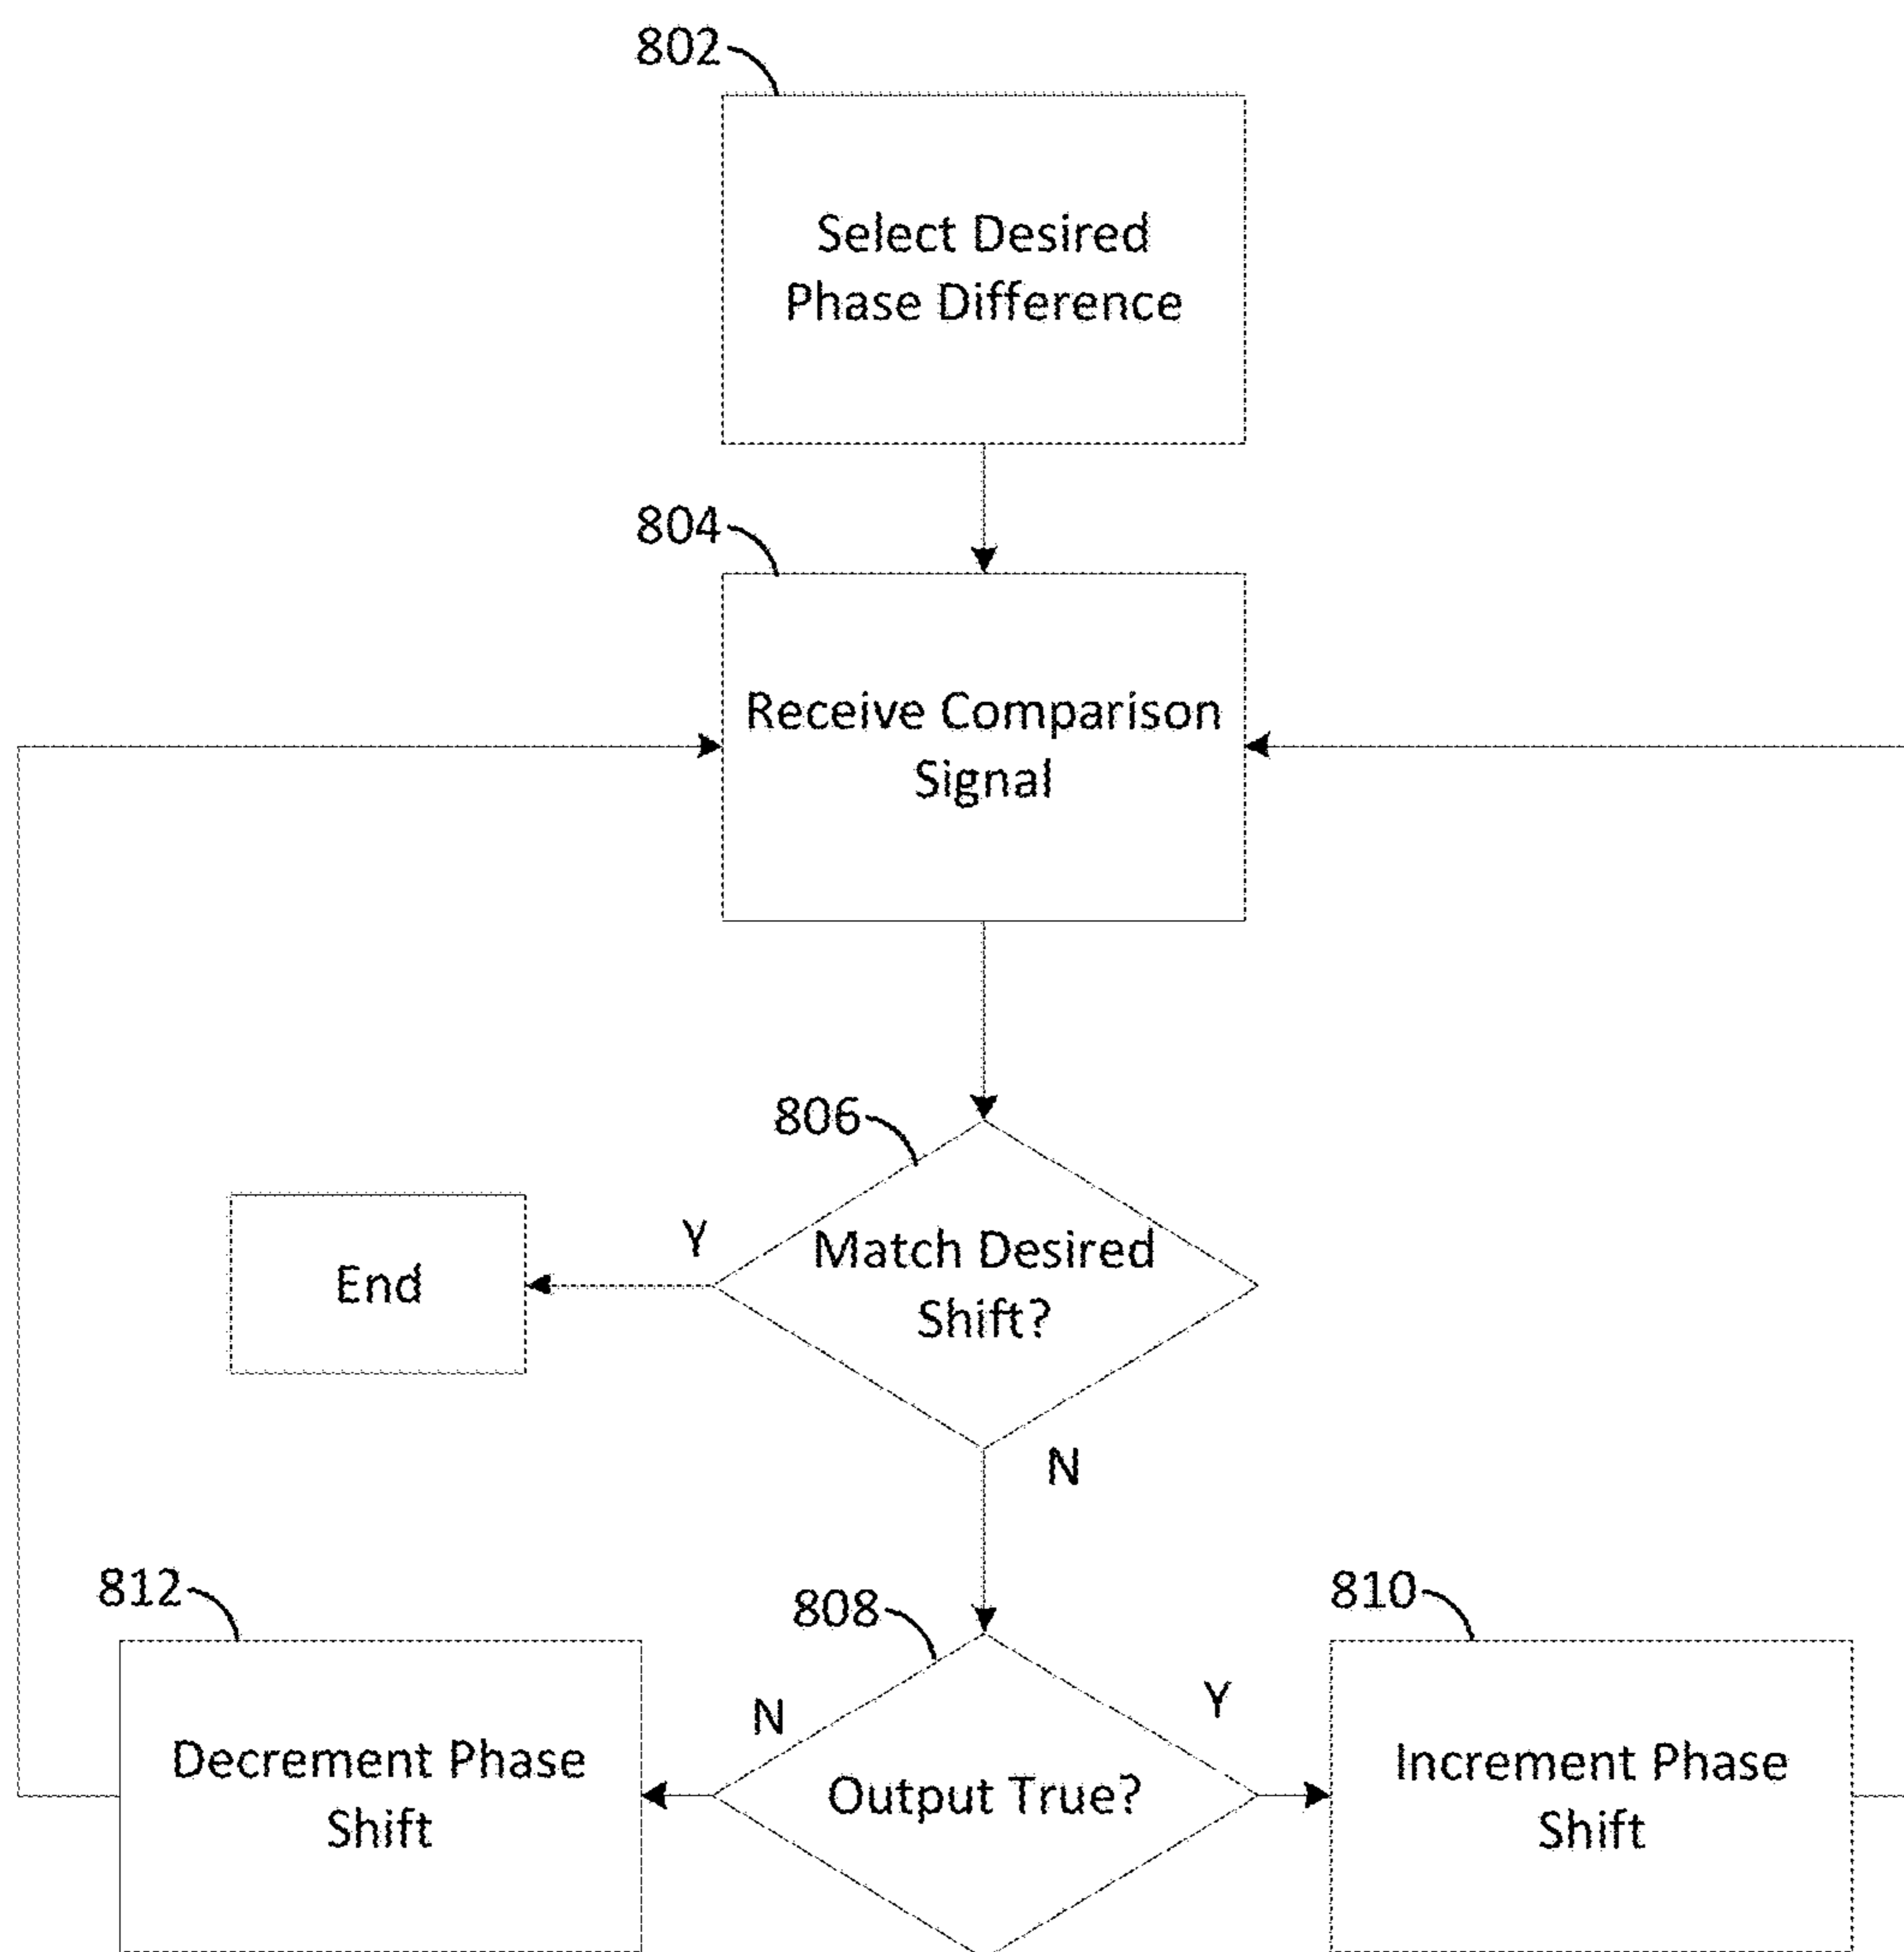 802
Select Desired
Phase Difference
804
Receive Comparison
Signal
806
Match Desired
Shift?
Y
End
N
812
Decrement Phase
Shift
808
N
Output True?
Y
810
Increment Phase
Shift